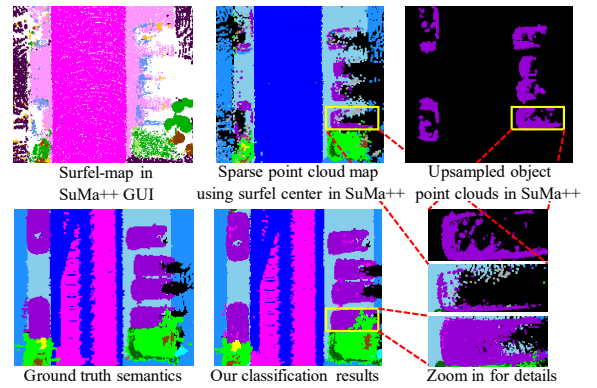 Surfel-map in
SuMa++ GUI
Sparse point cloud map
using surfel center in SuMa++
Upsampled object
point clouds in SuMa++
Ground truth semantics
Our classification results
Zoom in for details